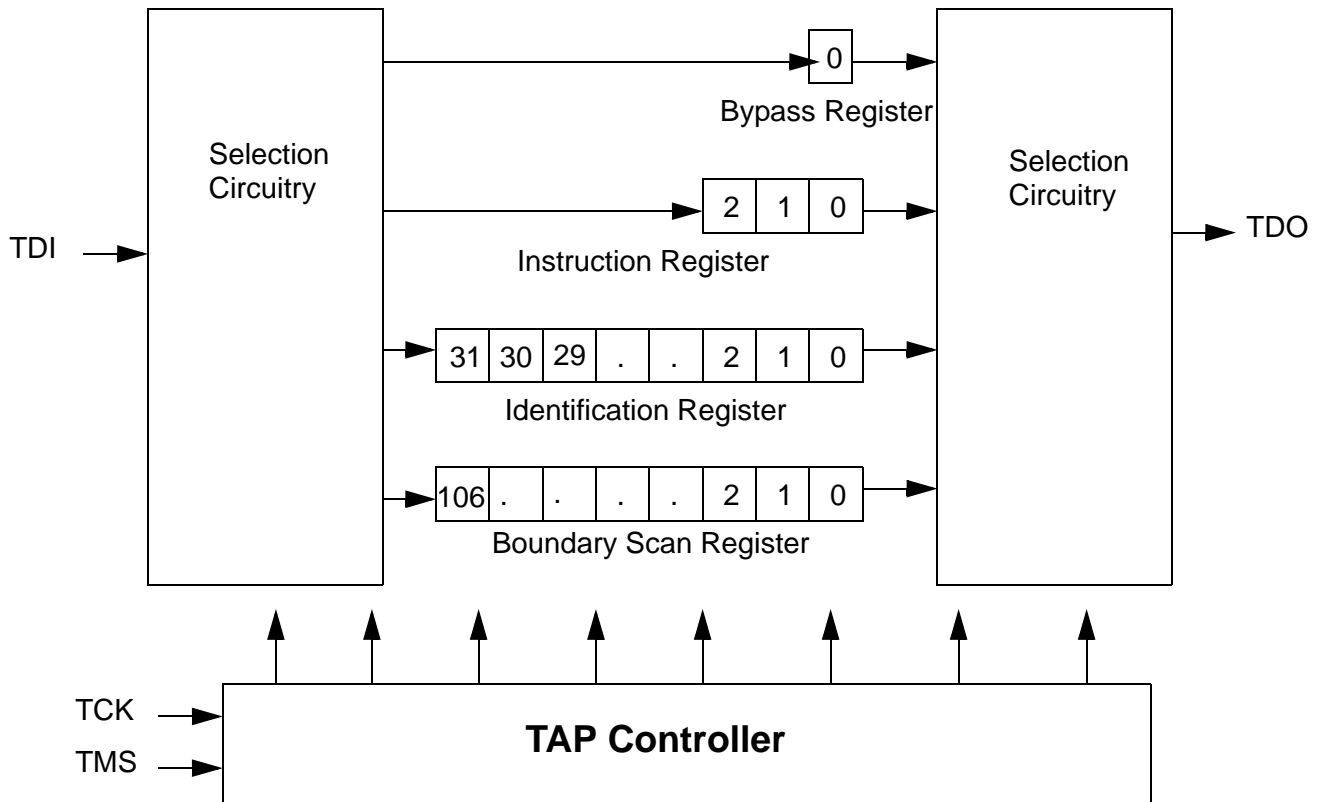 0
Bypass Register
Selection
Circuitry
Selection
Circuitry
2 1 0
TDI
TDO
Instruction Register
31 30 29 . . 2 1 0
Identification Register
106 . . . . 2 1 0
Boundary Scan Register
TCK
TMS
TAP Controller